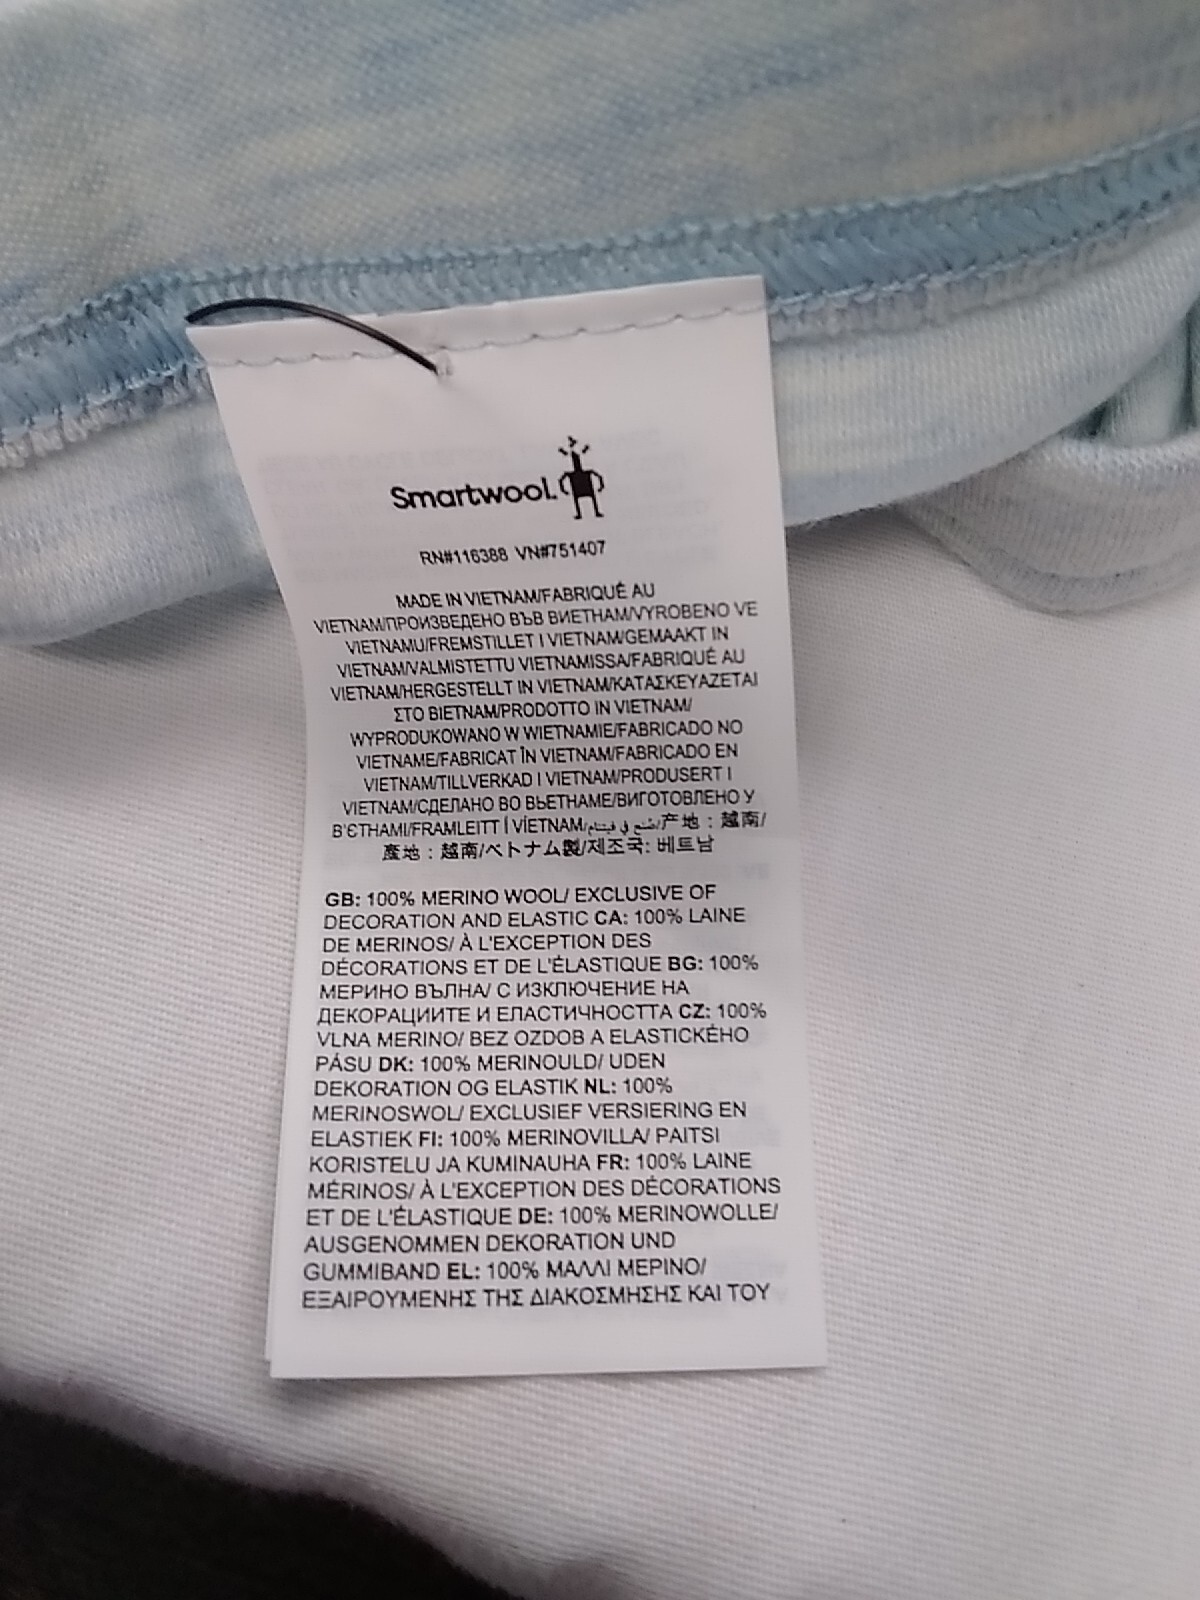 Smartwool.
RN#116388 VN#751407
MADE IN VIETNAM/FABRIQUÉ AU
VIETNAM/ПРОИЗВЕДЕНО ВЪВ ВИЕТНАМ/VYROBENO VE
VIETNAMU/FREMSTILLET I VIETNAM/GEMAAKT IN
VIETNAM/VALMISTETTU VIETNAMISSA/FABRIQUÉ AU
VIETNAM/HERGESTELLT IN VIETNAM/ΚΑΤΑΣΚΕΥΑΖΕΤΑΙ
ΣΤΟ ΒΙΕΤΝΑΜ/PRODOTTO IN VIETNAM/
WYPRODUKOWANO W WIETNAMIE/FABRICADO NO
VIETNAME/FABRICAT ÎN VIETNAM/FABRICADO EN
VIETNAM/TILLVERKAD I VIETNAM/PRODUSERT I
VIETNAM/СДЕЛАНО ВО ВЬЕТНАМЕ/ВИГОТОВЛЕНО У
В'ЄТНАМІ/FRAMLEITT Í VÍETNAM/صُنع في فيتنام/产地：越南/
產地：越南/ベトナム製/제조국: 베트남
GB: 100% MERINO WOOL/ EXCLUSIVE OF
DECORATION AND ELASTIC CA: 100% LAINE
DE MERINOS/ À L'EXCEPTION DES
DÉCORATIONS ET DE L'ÉLASTIQUE BG: 100%
МЕРИНО ВЪЛНА/ С ИЗКЛЮЧЕНИЕ НА
ДЕКОРАЦИИТЕ И ЕЛАСТИЧНОСТТА CZ: 100%
VLNA MERINO/ BEZ OZDOB A ELASTICKÉHO
PÁSU DK: 100% MERINOULD/ UDEN
DEKORATION OG ELASTIK NL: 100%
MERINOSWOL/ EXCLUSIEF VERSIERING EN
ELASTIEK FI: 100% MERINOVILLA/ PAITSI
KORISTELU JA KUMINAUHA FR: 100% LAINE
MÉRINOS/ À L'EXCEPTION DES DÉCORATIONS
ET DE L'ÉLASTIQUE DE: 100% MERINOWOLLE/
AUSGENOMMEN DEKORATION UND
GUMMIBAND EL: 100% ΜΑΛΛΙ ΜΕΡΙΝΟ/
ΕΞΑΙΡΟΥΜΕΝΗΣ ΤΗΣ ΔΙΑΚΟΣΜΗΣΗΣ ΚΑΙ ΤΟΥ